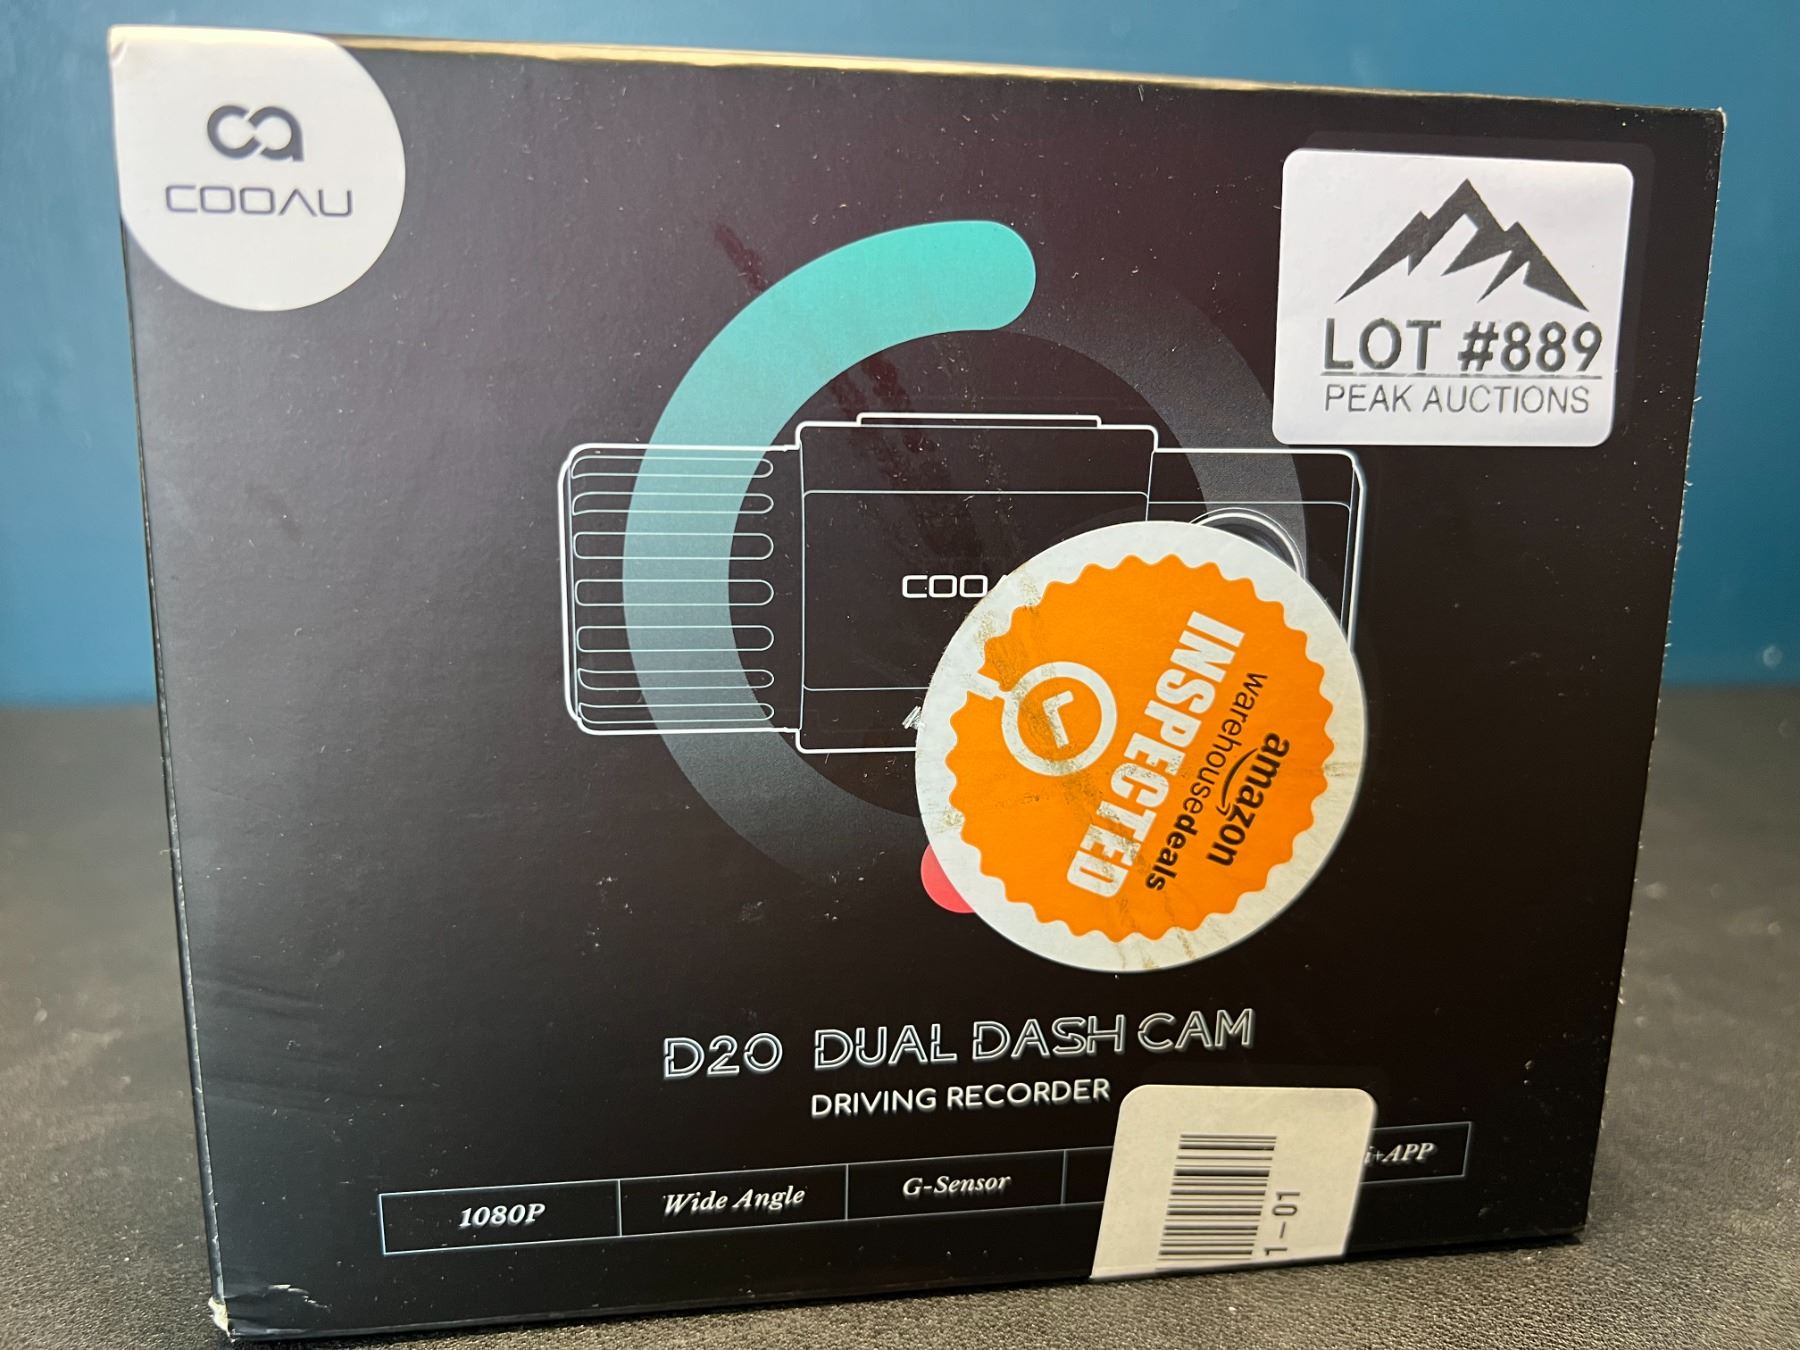 COOAU
LOT #889
PEAK AUCTIONS
COO
INSPECTED
amazon
warehousedeals
D20 DUAL DASH CAM
DRIVING RECORDER
1080P
Wide Angle
G-Sensor
i+APP
1-01